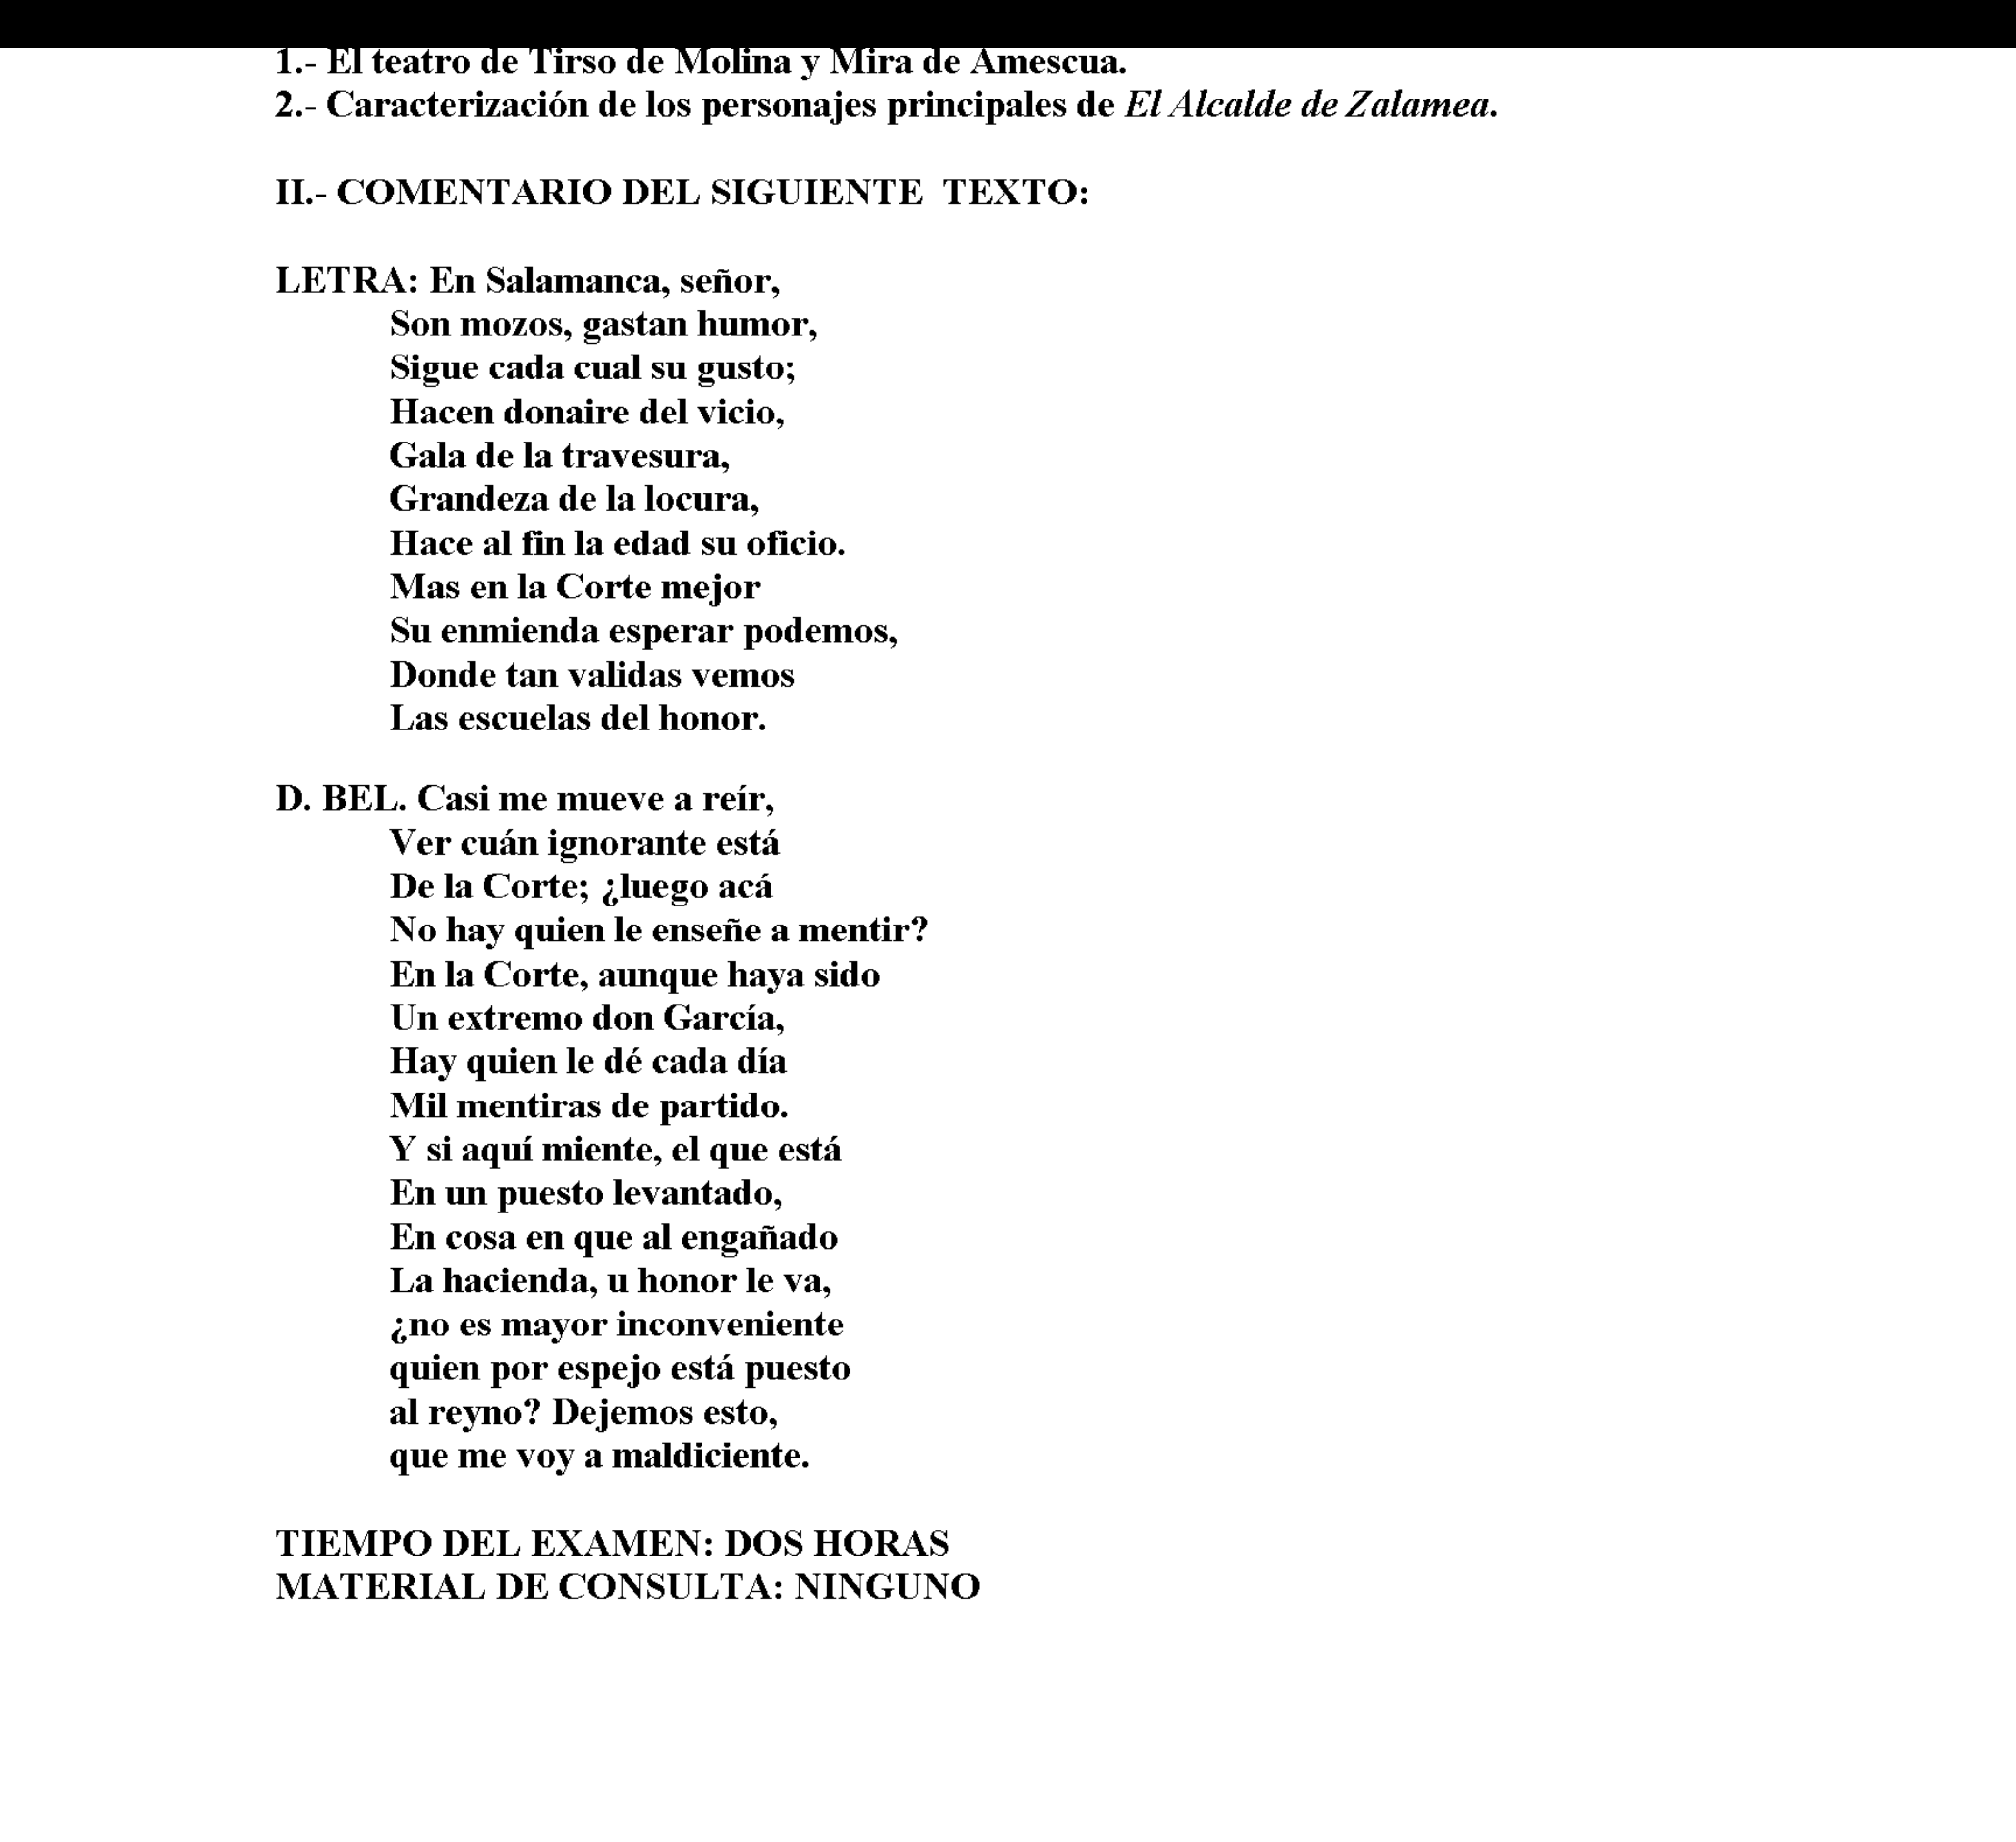 1.- El teatro de Tirso de Molina y Mira de Amescua.
2.- Caracterización de los personajes principales de El Alcalde de Zalamea.
II.- COMENTARIO DEL SIGUIENTE TEXTO:
LETRA: En Salamanca, señor,
Son mozos, gastan humor,
Sigue cada cual su gusto;
Hacen donaire del vicio,
Gala de la travesura,
Grandeza de la locura,
Hace al fin la edad su oficio.
Mas en la Corte mejor
Su enmienda esperar podemos,
Donde tan validas vemos
Las escuelas del honor.
D. BEL. Casi me mueve a reír,
Ver cuán ignorante está
De la Corte; ¿luego acá
No hay quien le enseñe a mentir?
En la Corte, aunque haya sido
Un extremo don García,
Hay quien le dé cada día
Mil mentiras de partido.
Y si aquí miente, el que está
En un puesto levantado,
En cosa en que al engañado
La hacienda, u honor le va,
¿no es mayor inconveniente
quien por espejo está puesto
al reyno? Dejemos esto,
que me voy a maldiciente.
TIEMPO DEL EXAMEN: DOS HORAS
MATERIAL DE CONSULTA: NINGUNO